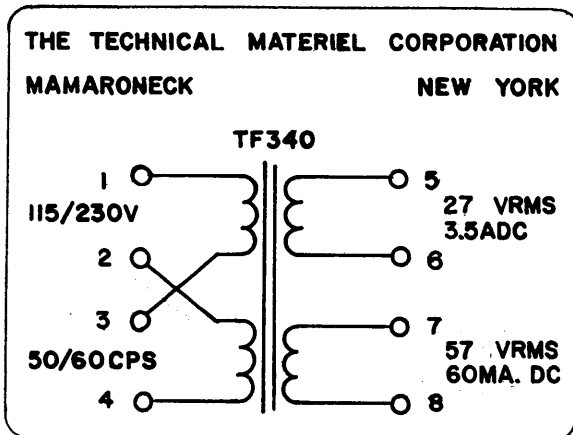 THE TECHNICAL MATERIEL CORPORATION
MAMARONECK NEW YORK
TF340
1
115/230V
2
3
50/60CPS
4
5
27 VRMS
3.5ADC
6
7
57 VRMS
60MA. DC
8